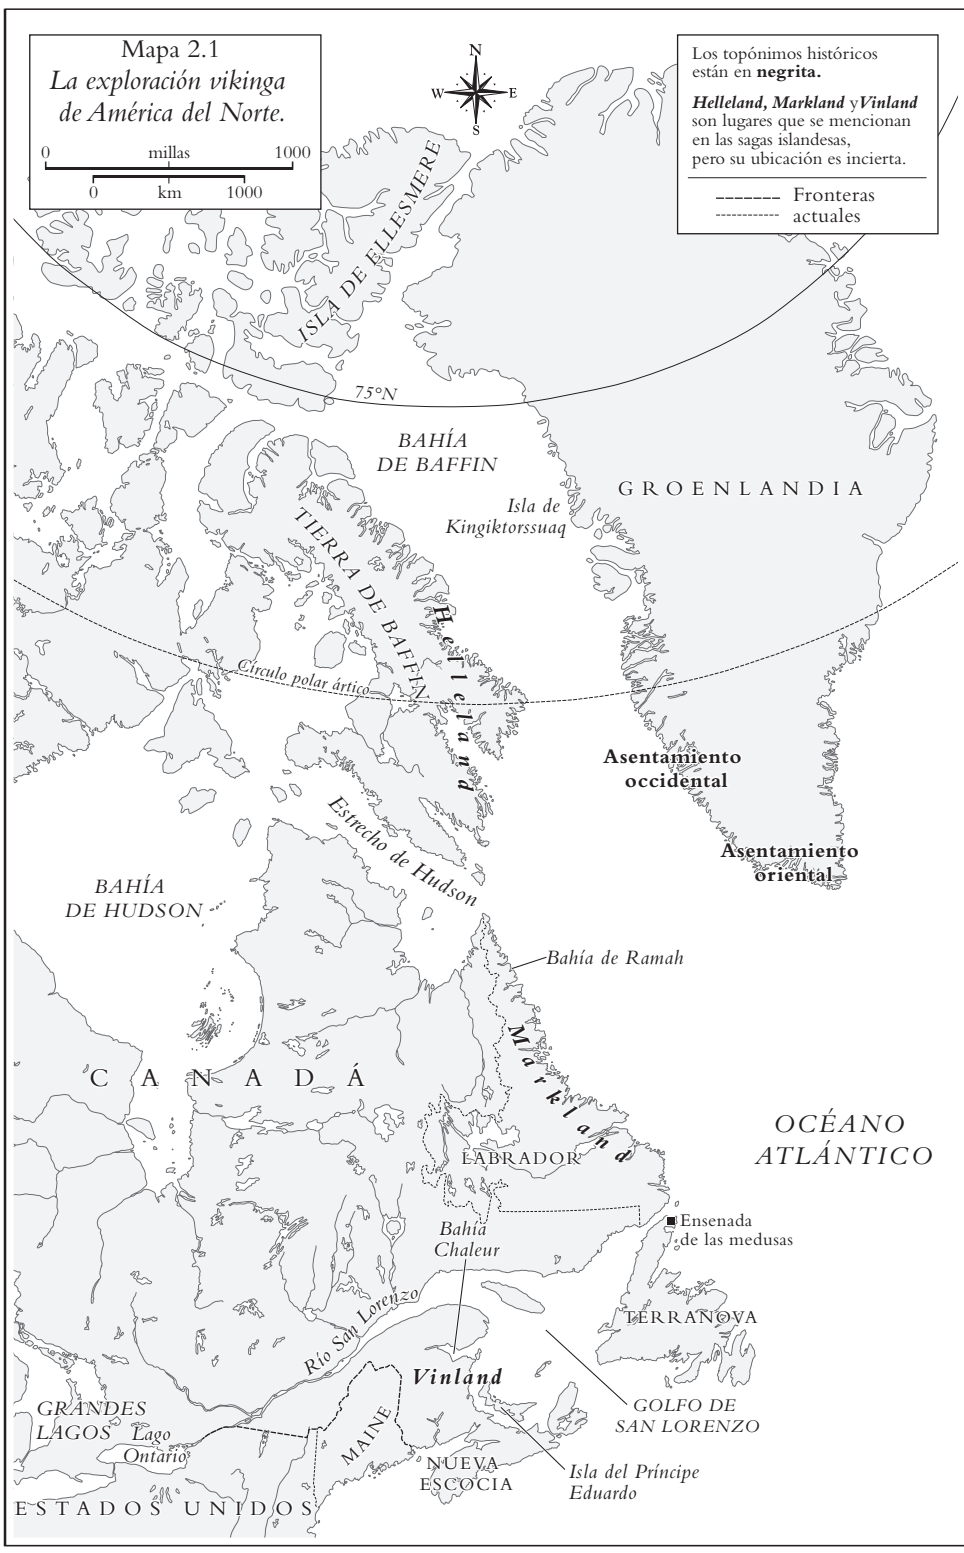 Mapa 2.1
La exploración vikinga
de América del Norte.
0 millas 1000
0 km 1000
N
W E
S
Los topónimos históricos
están en negrita.
Helleland, Markland y Vinland
son lugares que se mencionan
en las sagas islandesas,
pero su ubicación es incierta.
Fronteras
actuales
ISLA DE ELLESMERE
75°N
BAHÍA
DE BAFFIN
GROENLANDIA
Isla de
Kingiktorssuaq
TIERRA DE BAFFIN
Helleland
Círculo polar ártico
Asentamiento
occidental
Asentamiento
oriental
Estrecho de Hudson
BAHÍA
DE HUDSON
Bahía de Ramah
Markland
CANADÁ
OCÉANO
ATLÁNTICO
LABRADOR
Ensenada
de las medusas
Bahía
Chaleur
Río San Lorenzo
TERRANOVA
Vinland
GRANDES
LAGOS
Lago
Ontario
MAINE
GOLFO DE
SAN LORENZO
NUEVA
ESCOCIA
Isla del Príncipe
Eduardo
ESTADOS UNIDOS